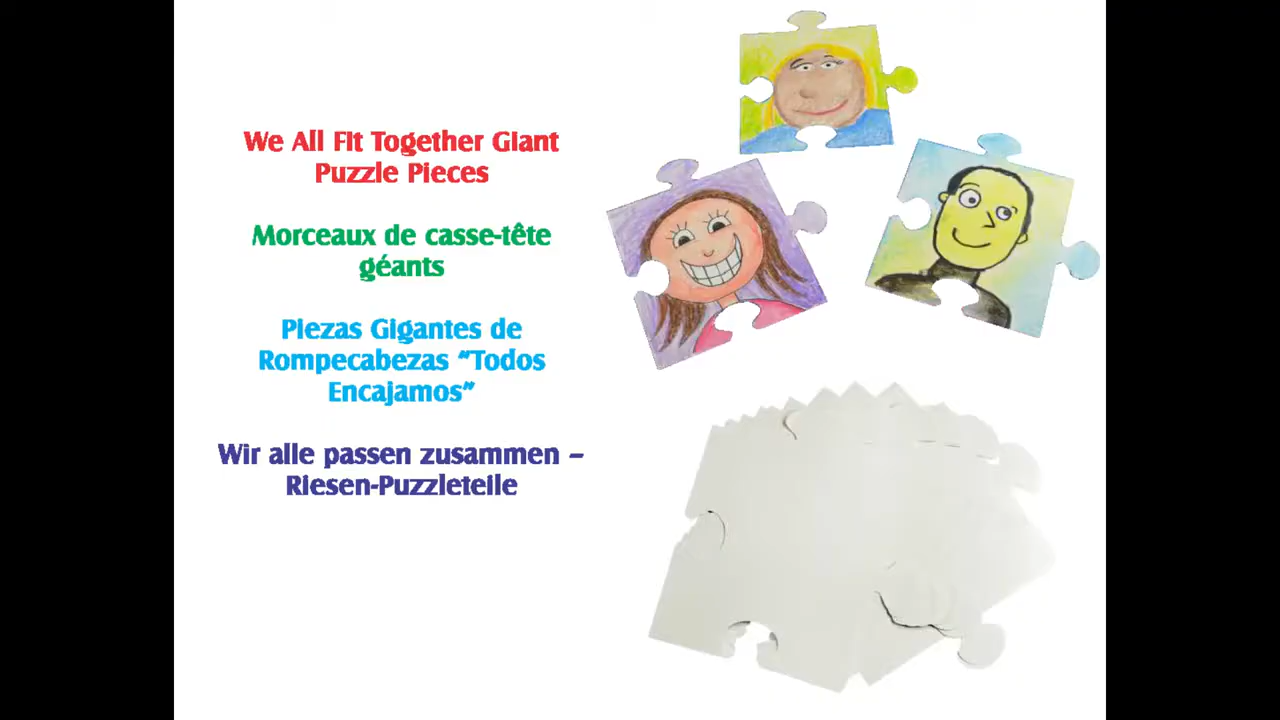 We All Fit Together Giant
Puzzle Pieces
Morceaux de casse-tête
géants
Piezas Gigantes de
Rompecabezas “Todos
Encajamos”
Wir alle passen zusammen –
Riesen-Puzzleteile